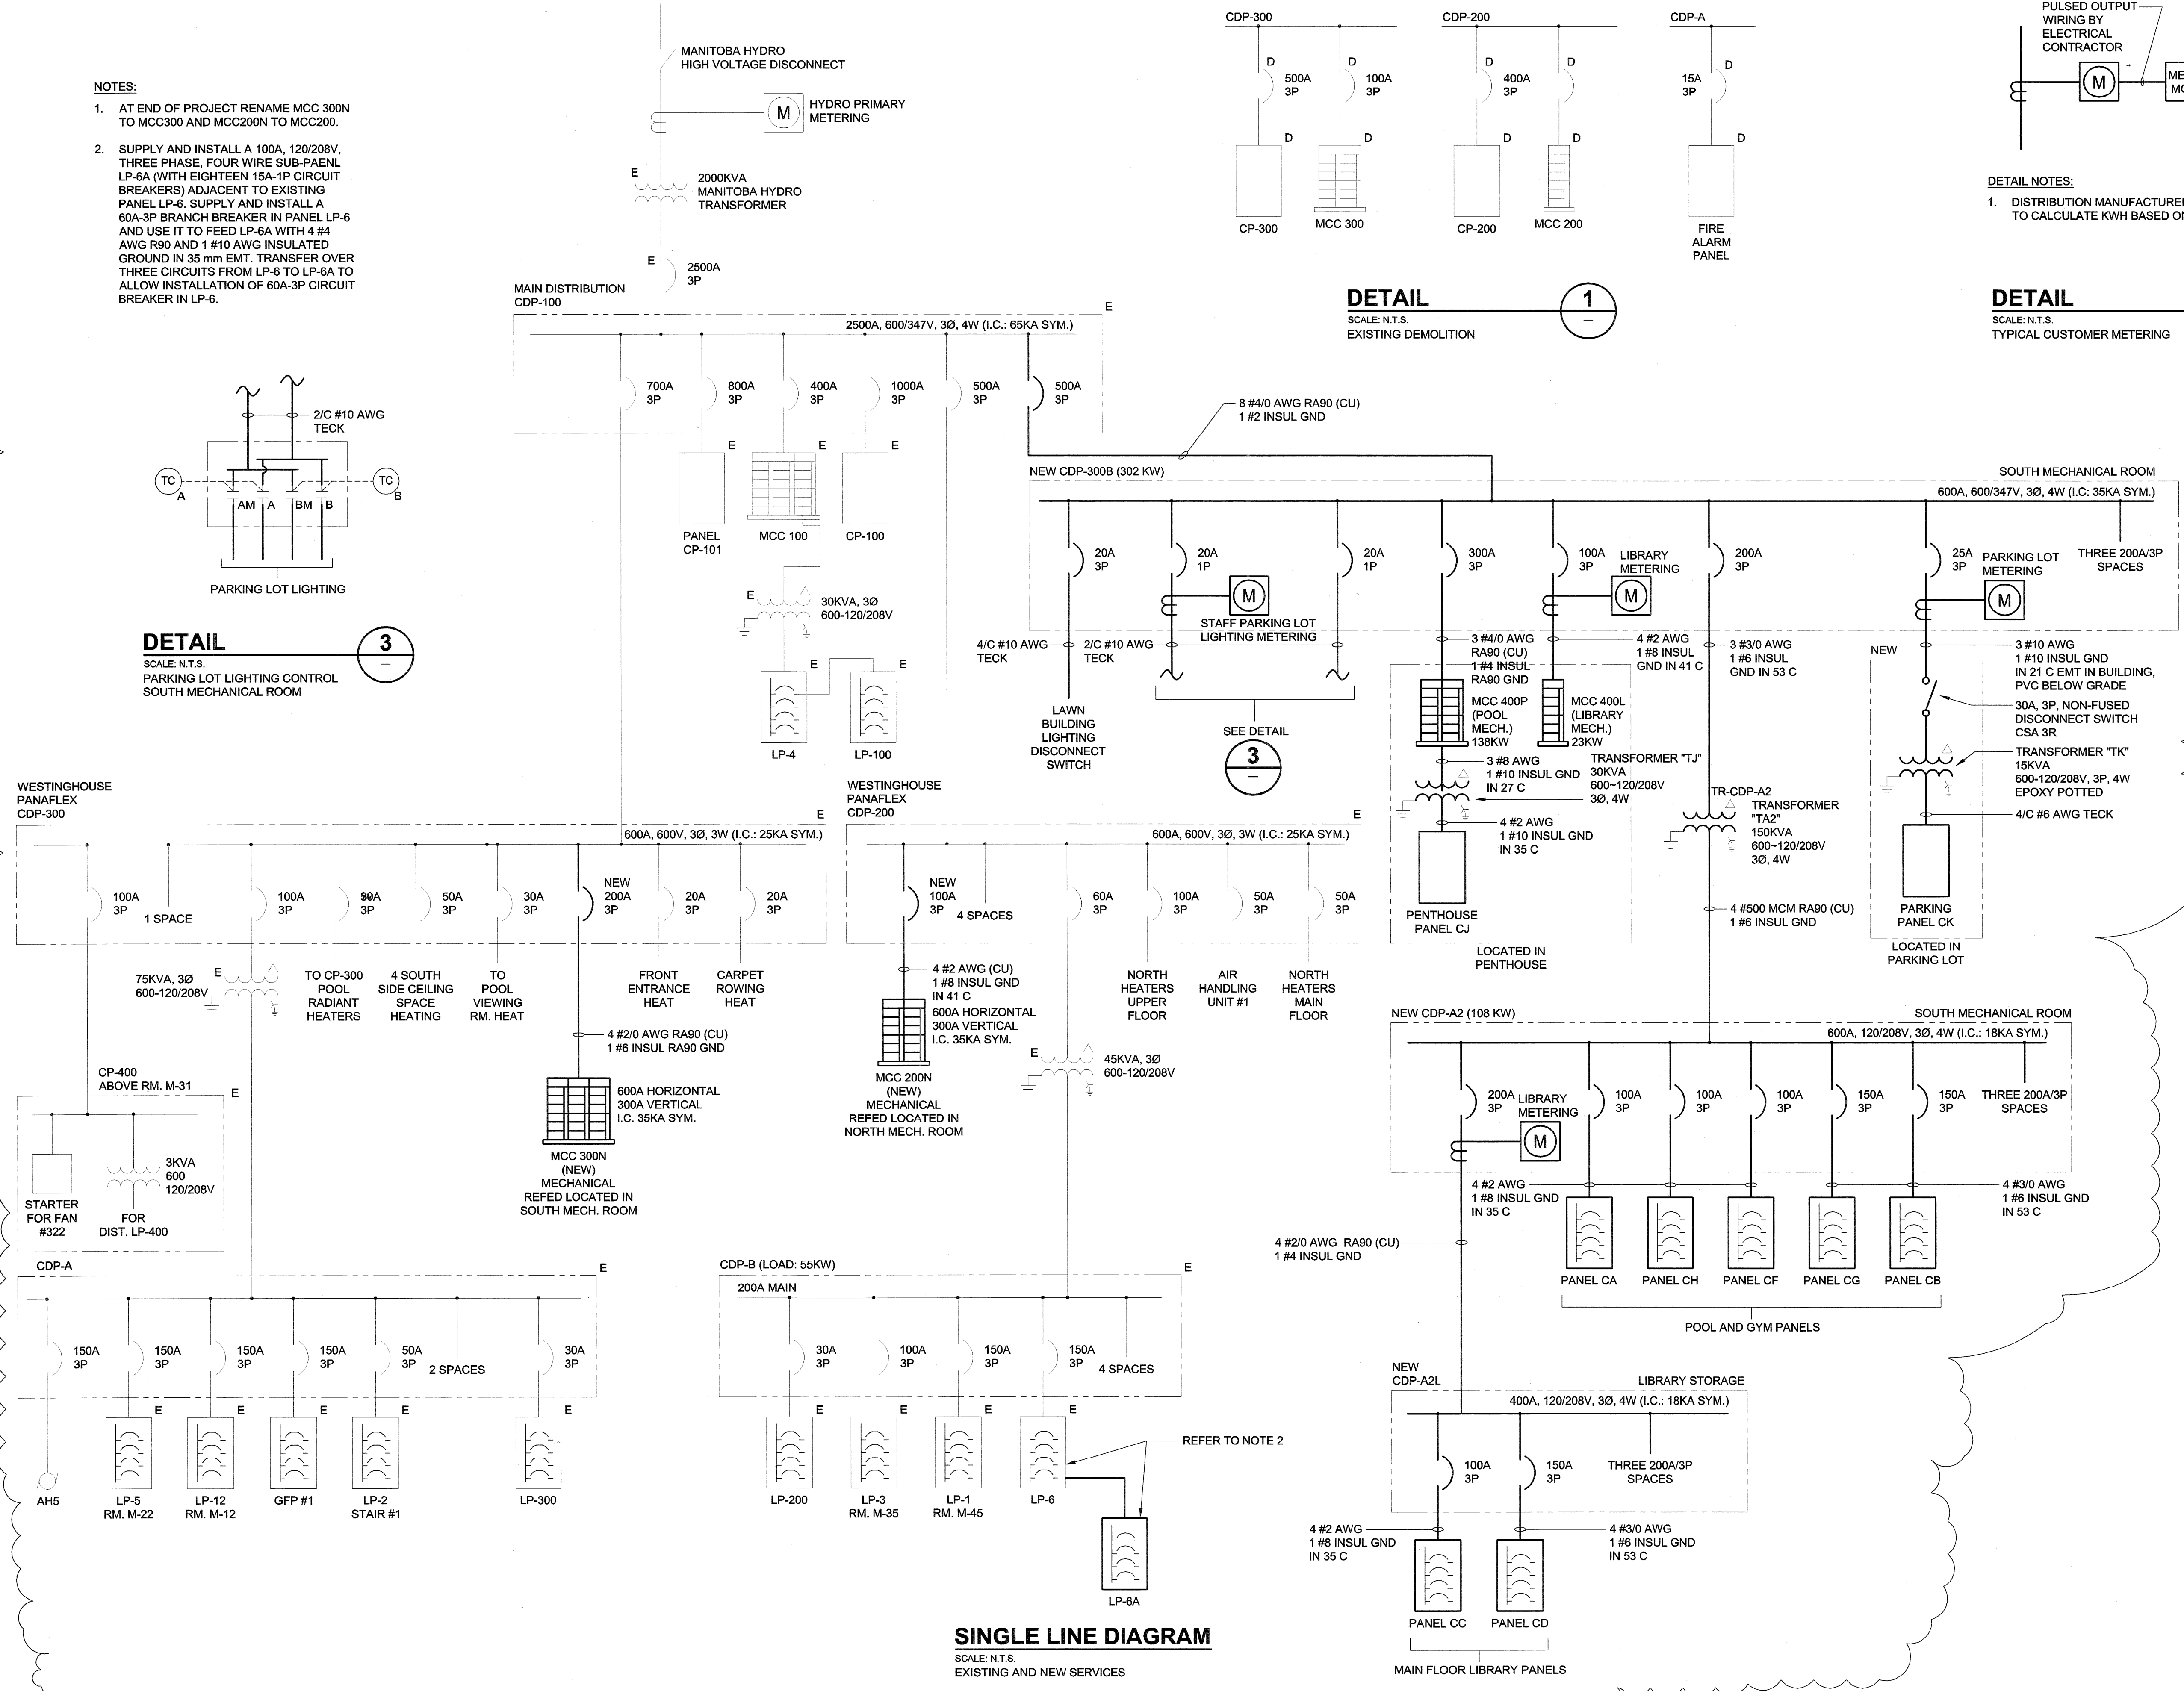 NOTES:
1. AT END OF PROJECT RENAME MCC 300N
TO MCC300 AND MCC200N TO MCC200.
2. SUPPLY AND INSTALL A 100A, 120/208V,
THREE PHASE, FOUR WIRE SUB-PAENL
LP-6A (WITH EIGHTEEN 15A-1P CIRCUIT
BREAKERS) ADJACENT TO EXISTING
PANEL LP-6. SUPPLY AND INSTALL A
60A-3P BRANCH BREAKER IN PANEL LP-6
AND USE IT TO FEED LP-6A WITH 4 #4
AWG R90 AND 1 #10 AWG INSULATED
GROUND IN 35 mm EMT. TRANSFER OVER
THREE CIRCUITS FROM LP-6 TO LP-6A TO
ALLOW INSTALLATION OF 60A-3P CIRCUIT
BREAKER IN LP-6.
MANITOBA HYDRO
HIGH VOLTAGE DISCONNECT
M
HYDRO PRIMARY
METERING
E
2000KVA
MANITOBA HYDRO
TRANSFORMER
E
2500A
3P
CDP-300
D
500A
3P
D
CP-300
D
100A
3P
D
MCC 300
CDP-200
D
400A
3P
D
CP-200
D
D
MCC 200
CDP-A
D
15A
3P
D
FIRE
ALARM
PANEL
DETAIL
1
–
SCALE: N.T.S.
EXISTING DEMOLITION
PULSED OUTPUT
WIRING BY
ELECTRICAL
CONTRACTOR
M
ME
MO
DETAIL NOTES:
1. DISTRIBUTION MANUFACTURE
TO CALCULATE KWH BASED ON
DETAIL
SCALE: N.T.S.
TYPICAL CUSTOMER METERING
2/C #10 AWG
TECK
TC
A
TC
B
AM A BM B
PARKING LOT LIGHTING
DETAIL
3
–
SCALE: N.T.S.
PARKING LOT LIGHTING CONTROL
SOUTH MECHANICAL ROOM
MAIN DISTRIBUTION
CDP-100
E
2500A, 600/347V, 3Ø, 4W (I.C.: 65KA SYM.)
700A
3P
800A
3P
400A
3P
1000A
3P
500A
3P
500A
3P
E
PANEL
CP-101
E
MCC 100
E
CP-100
E
30KVA, 3Ø
600-120/208V
E
LP-4
E
LP-100
8 #4/0 AWG RA90 (CU)
1 #2 INSUL GND
NEW CDP-300B (302 KW)
SOUTH MECHANICAL ROOM
600A, 600/347V, 3Ø, 4W (I.C: 35KA SYM.)
20A
3P
20A
1P
M
STAFF PARKING LOT
LIGHTING METERING
20A
1P
300A
3P
100A
3P
LIBRARY
METERING
M
200A
3P
25A
3P
PARKING LOT
METERING
M
THREE 200A/3P
SPACES
4/C #10 AWG
TECK
2/C #10 AWG
TECK
LAWN
BUILDING
LIGHTING
DISCONNECT
SWITCH
SEE DETAIL
3
–
3 #4/0 AWG
RA90 (CU)
1 #4 INSUL
RA90 GND
4 #2 AWG
1 #8 INSUL
GND IN 41 C
3 #3/0 AWG
1 #6 INSUL
GND IN 53 C
MCC 400P
(POOL
MECH.)
138KW
MCC 400L
(LIBRARY
MECH.)
23KW
3 #8 AWG
1 #10 INSUL GND
IN 27 C
TRANSFORMER "TJ"
30KVA
600~120/208V
3Ø, 4W
4 #2 AWG
1 #10 INSUL GND
IN 35 C
PENTHOUSE
PANEL CJ
LOCATED IN
PENTHOUSE
TR-CDP-A2
TRANSFORMER
"TA2"
150KVA
600~120/208V
3Ø, 4W
4 #500 MCM RA90 (CU)
1 #6 INSUL GND
NEW
3 #10 AWG
1 #10 INSUL GND
IN 21 C EMT IN BUILDING,
PVC BELOW GRADE
30A, 3P, NON-FUSED
DISCONNECT SWITCH
CSA 3R
TRANSFORMER "TK"
15KVA
600-120/208V, 3P, 4W
EPOXY POTTED
4/C #6 AWG TECK
PARKING
PANEL CK
LOCATED IN
PARKING LOT
WESTINGHOUSE
PANAFLEX
CDP-300
E
600A, 600V, 3Ø, 3W (I.C.: 25KA SYM.)
100A
3P
1 SPACE
100A
3P
3P
50A
3P
30A
3P
NEW
200A
3P
20A
3P
20A
3P
E
75KVA, 3Ø
600-120/208V
TO CP-300
POOL
RADIANT
HEATERS
4 SOUTH
SIDE CEILING
SPACE
HEATING
TO
POOL
VIEWING
RM. HEAT
FRONT
ENTRANCE
HEAT
CARPET
ROWING
HEAT
4 #2/0 AWG RA90 (CU)
1 #6 INSUL RA90 GND
600A HORIZONTAL
300A VERTICAL
I.C. 35KA SYM.
MCC 300N
(NEW)
MECHANICAL
REFED LOCATED IN
SOUTH MECH. ROOM
CP-400
ABOVE RM. M-31
E
STARTER
FOR FAN
#322
3KVA
600
120/208V
FOR
DIST. LP-400
WESTINGHOUSE
PANAFLEX
CDP-200
E
600A, 600V, 3Ø, 3W (I.C.: 25KA SYM.)
NEW
100A
3P
4 SPACES
60A
3P
100A
3P
50A
3P
50A
3P
4 #2 AWG (CU)
1 #8 INSUL GND
IN 41 C
600A HORIZONTAL
300A VERTICAL
I.C. 35KA SYM.
MCC 200N
(NEW)
MECHANICAL
REFED LOCATED IN
NORTH MECH. ROOM
NORTH
HEATERS
UPPER
FLOOR
AIR
HANDLING
UNIT #1
NORTH
HEATERS
MAIN
FLOOR
E
45KVA, 3Ø
600-120/208V
NEW CDP-A2 (108 KW)
SOUTH MECHANICAL ROOM
600A, 120/208V, 3Ø, 4W (I.C.: 18KA SYM.)
200A
3P
LIBRARY
METERING
M
100A
3P
100A
3P
100A
3P
150A
3P
150A
3P
THREE 200A/3P
SPACES
4 #2 AWG
1 #8 INSUL GND
IN 35 C
4 #3/0 AWG
1 #6 INSUL GND
IN 53 C
PANEL CA
PANEL CH
PANEL CF
PANEL CG
PANEL CB
POOL AND GYM PANELS
4 #2/0 AWG RA90 (CU)
1 #4 INSUL GND
CDP-A
E
150A
3P
150A
3P
150A
3P
150A
3P
50A
3P
2 SPACES
30A
3P
AH5
E
LP-5
RM. M-22
E
LP-12
RM. M-12
E
GFP #1
E
LP-2
STAIR #1
LP-300
CDP-B (LOAD: 55KW)
E
200A MAIN
30A
3P
100A
3P
150A
3P
150A
3P
4 SPACES
E
LP-200
E
LP-3
RM. M-35
E
LP-1
RM. M-45
E
LP-6
REFER TO NOTE 2
LP-6A
NEW
CDP-A2L
LIBRARY STORAGE
400A, 120/208V, 3Ø, 4W (I.C.: 18KA SYM.)
100A
3P
150A
3P
THREE 200A/3P
SPACES
4 #2 AWG
1 #8 INSUL GND
IN 35 C
4 #3/0 AWG
1 #6 INSUL GND
IN 53 C
PANEL CC
PANEL CD
MAIN FLOOR LIBRARY PANELS
SINGLE LINE DIAGRAM
SCALE: N.T.S.
EXISTING AND NEW SERVICES